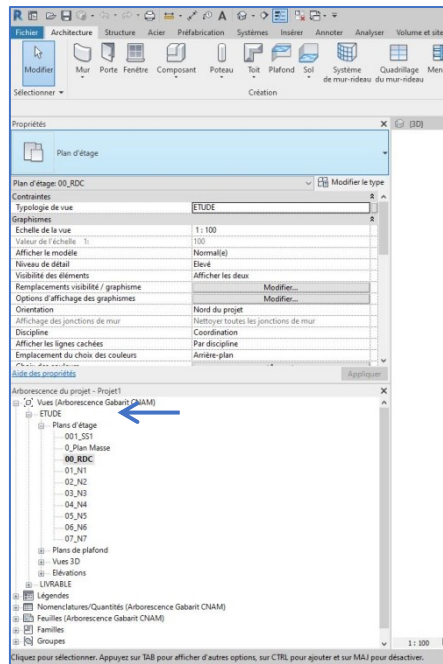 Fichier Architecture Structure Acier Préfabrication Systèmes Insérer Annoter Analyser Volume et site
Modifier Mur Porte Fenêtre Composant Poteau Toit Plafond Sol Système de mur-rideau Quadrillage du mur-rideau
Sélectionner Création
Propriétés
{3D}
Plan d'étage
Plan d'étage: 00_RDC Modifier le type
Contraintes
Typologie de vue ETUDE
Graphismes
Echelle de la vue 1 : 100
Valeur de l'échelle 1: 100
Afficher le modèle Normal(e)
Niveau de détail Elevé
Visibilité des éléments Afficher les deux
Remplacements visibilité / graphisme Modifier...
Options d'affichage des graphismes Modifier...
Orientation Nord du projet
Affichage des jonctions de mur Nettoyer toutes les jonctions de mur
Discipline Coordination
Afficher les lignes cachées Par discipline
Emplacement du choix des couleurs Arrière-plan
Aide des propriétés Appliquer
Arborescence du projet - Projet1
Vues (Arborescence Gabarit CNAM)
ETUDE
Plans d'étage
001_SS1
0_Plan Masse
00_RDC
01_N1
02_N2
03_N3
04_N4
05_N5
06_N6
07_N7
Plans de plafond
Vues 3D
Elévations
LIVRABLE
Légendes
Nomenclatures/Quantités (Arborescence Gabarit CNAM)
Feuilles (Arborescence Gabarit CNAM)
Familles
Groupes
1 : 100
Cliquez pour sélectionner. Appuyez sur TAB pour afficher d'autres options, sur CTRL pour ajouter et sur MAJ pour désactiver.